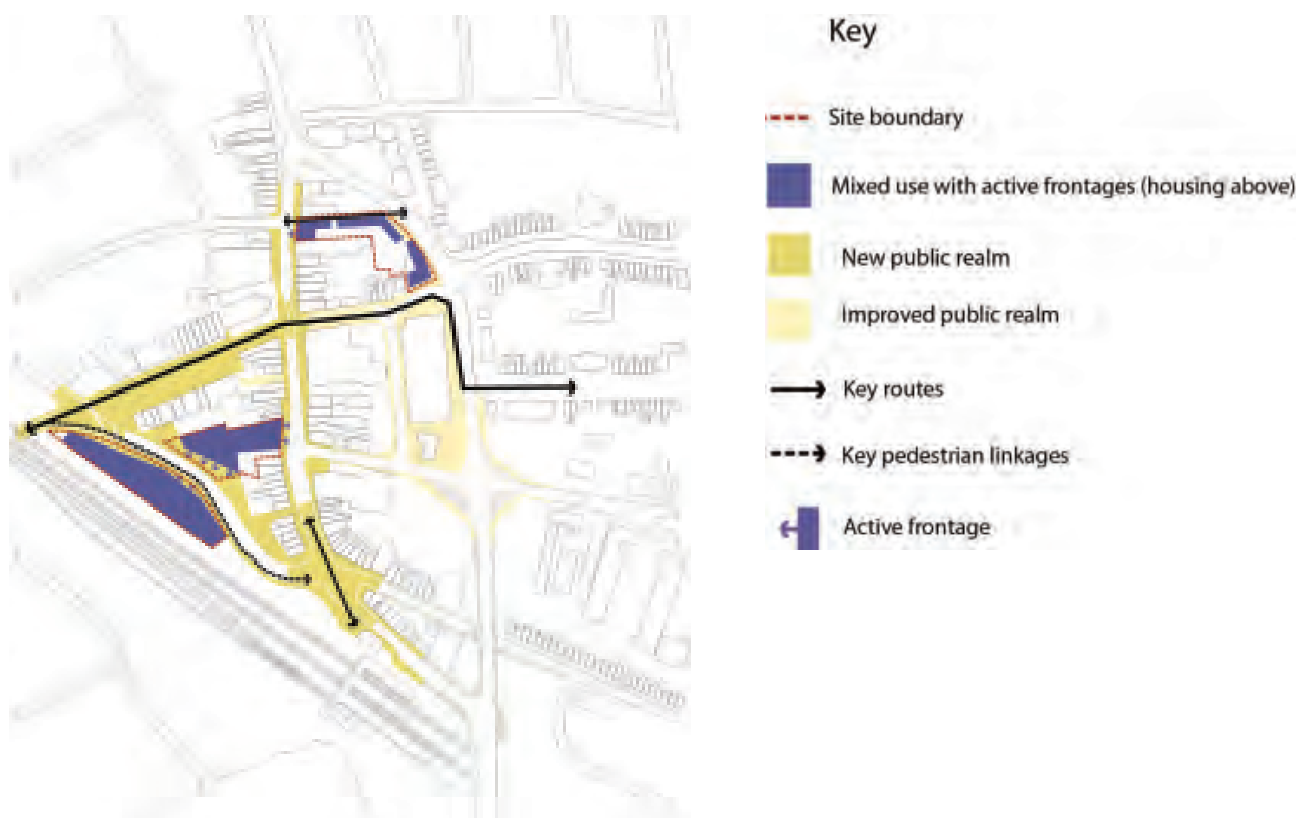 Key
Site boundary
Mixed use with active frontages (housing above)
New public realm
Improved public realm
Key routes
Key pedestrian linkages
Active frontage